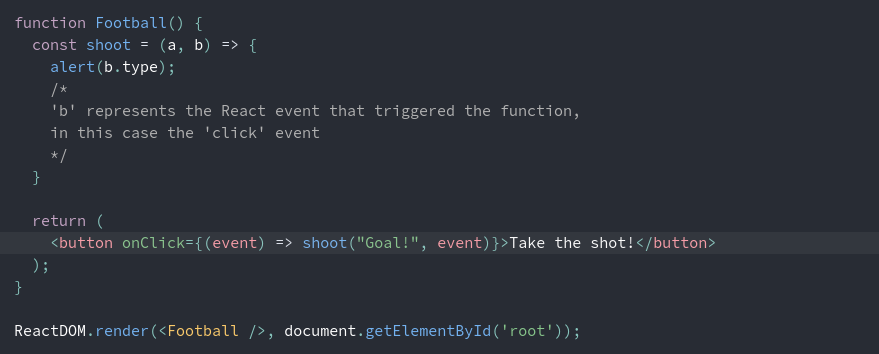 function Football() {
  const shoot = (a, b) => {
    alert(b.type);
    /*
    'b' represents the React event that triggered the function,
    in this case the 'click' event
    */
  }

  return (
    <button onClick={(event) => shoot("Goal!", event)}>Take the shot!</button>
  );
}

ReactDOM.render(<Football />, document.getElementById('root'));